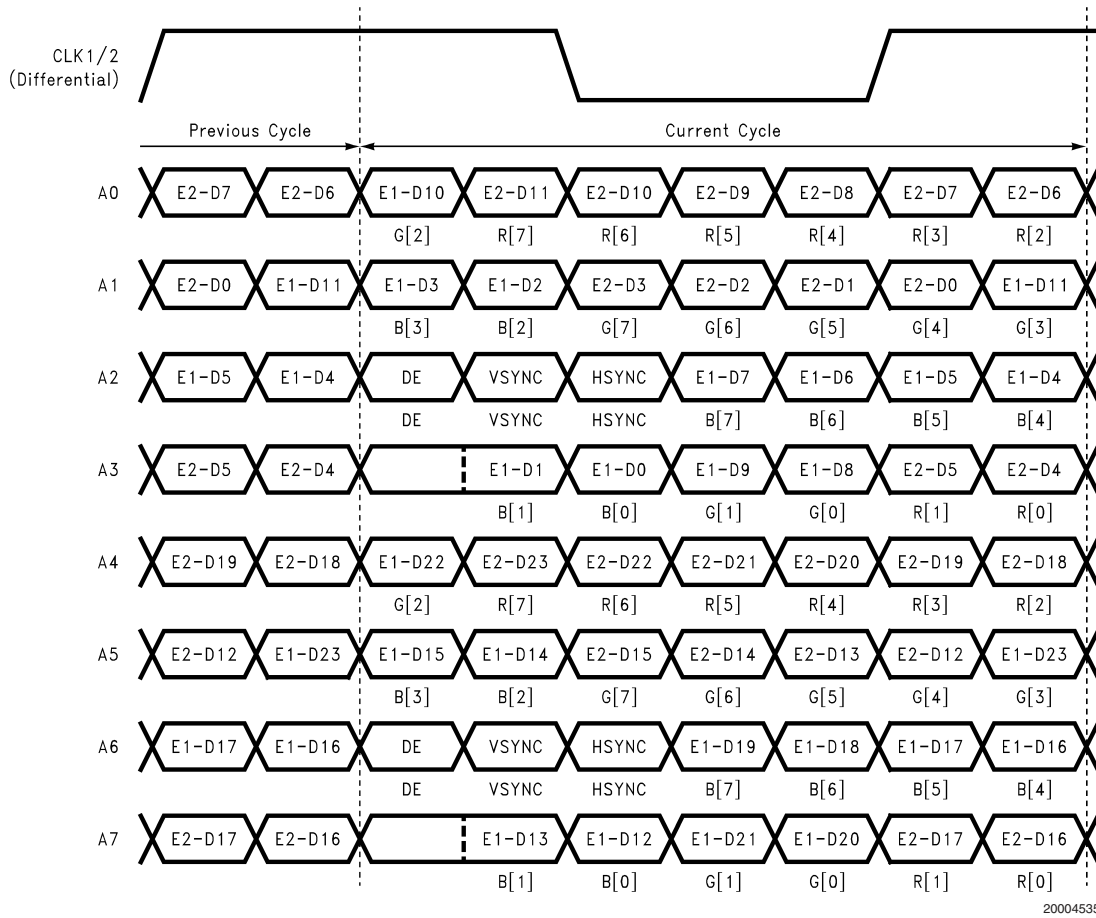 CLK1/2
(Differential)
Previous Cycle Current Cycle
A0 E2-D7 E2-D6 E1-D10 E2-D11 E2-D10 E2-D9 E2-D8 E2-D7 E2-D6
G[2] R[7] R[6] R[5] R[4] R[3] R[2]
A1 E2-D0 E1-D11 E1-D3 E1-D2 E2-D3 E2-D2 E2-D1 E2-D0 E1-D11
B[3] B[2] G[7] G[6] G[5] G[4] G[3]
A2 E1-D5 E1-D4 DE VSYNC HSYNC E1-D7 E1-D6 E1-D5 E1-D4
DE VSYNC HSYNC B[7] B[6] B[5] B[4]
A3 E2-D5 E2-D4 E1-D1 E1-D0 E1-D9 E1-D8 E2-D5 E2-D4
B[1] B[0] G[1] G[0] R[1] R[0]
A4 E2-D19 E2-D18 E1-D22 E2-D23 E2-D22 E2-D21 E2-D20 E2-D19 E2-D18
G[2] R[7] R[6] R[5] R[4] R[3] R[2]
A5 E2-D12 E1-D23 E1-D15 E1-D14 E2-D15 E2-D14 E2-D13 E2-D12 E1-D23
B[3] B[2] G[7] G[6] G[5] G[4] G[3]
A6 E1-D17 E1-D16 DE VSYNC HSYNC E1-D19 E1-D18 E1-D17 E1-D16
DE VSYNC HSYNC B[7] B[6] B[5] B[4]
A7 E2-D17 E2-D16 E1-D13 E1-D12 E1-D21 E1-D20 E2-D17 E2-D16
B[1] B[0] G[1] G[0] R[1] R[0]
20004535